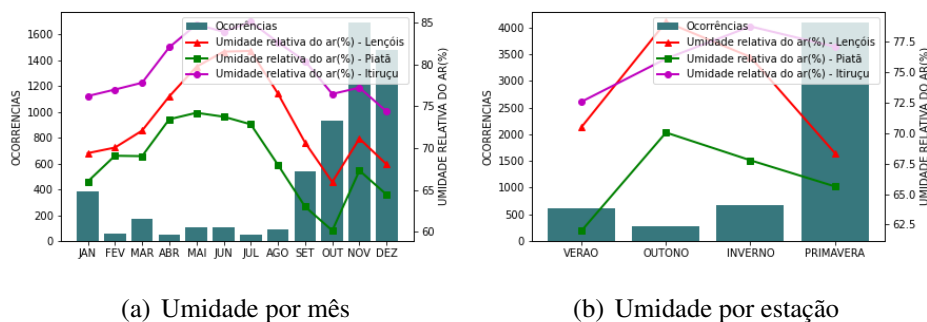 Ocorrências
Umidade relativa do ar(%) - Lençóis
Umidade relativa do ar(%) - Piatã
Umidade relativa do ar(%) - Itiruçu
OCORRENCIAS
0
200
400
600
800
1000
1200
1400
1600
UMIDADE RELATIVA DO AR(%)
60
65
70
75
80
85
JAN FEV MAR ABR MAI JUN JUL AGO SET OUT NOV DEZ
(a) Umidade por mês
Ocorrências
Umidade relativa do ar(%) - Lençóis
Umidade relativa do ar(%) - Piatã
Umidade relativa do ar(%) - Itiruçu
OCORRENCIAS
0
500
1000
1500
2000
2500
3000
3500
4000
UMIDADE RELATIVA DO AR(%)
62.5
65.0
67.5
70.0
72.5
75.0
77.5
VERAO OUTONO INVERNO PRIMAVERA
(b) Umidade por estação